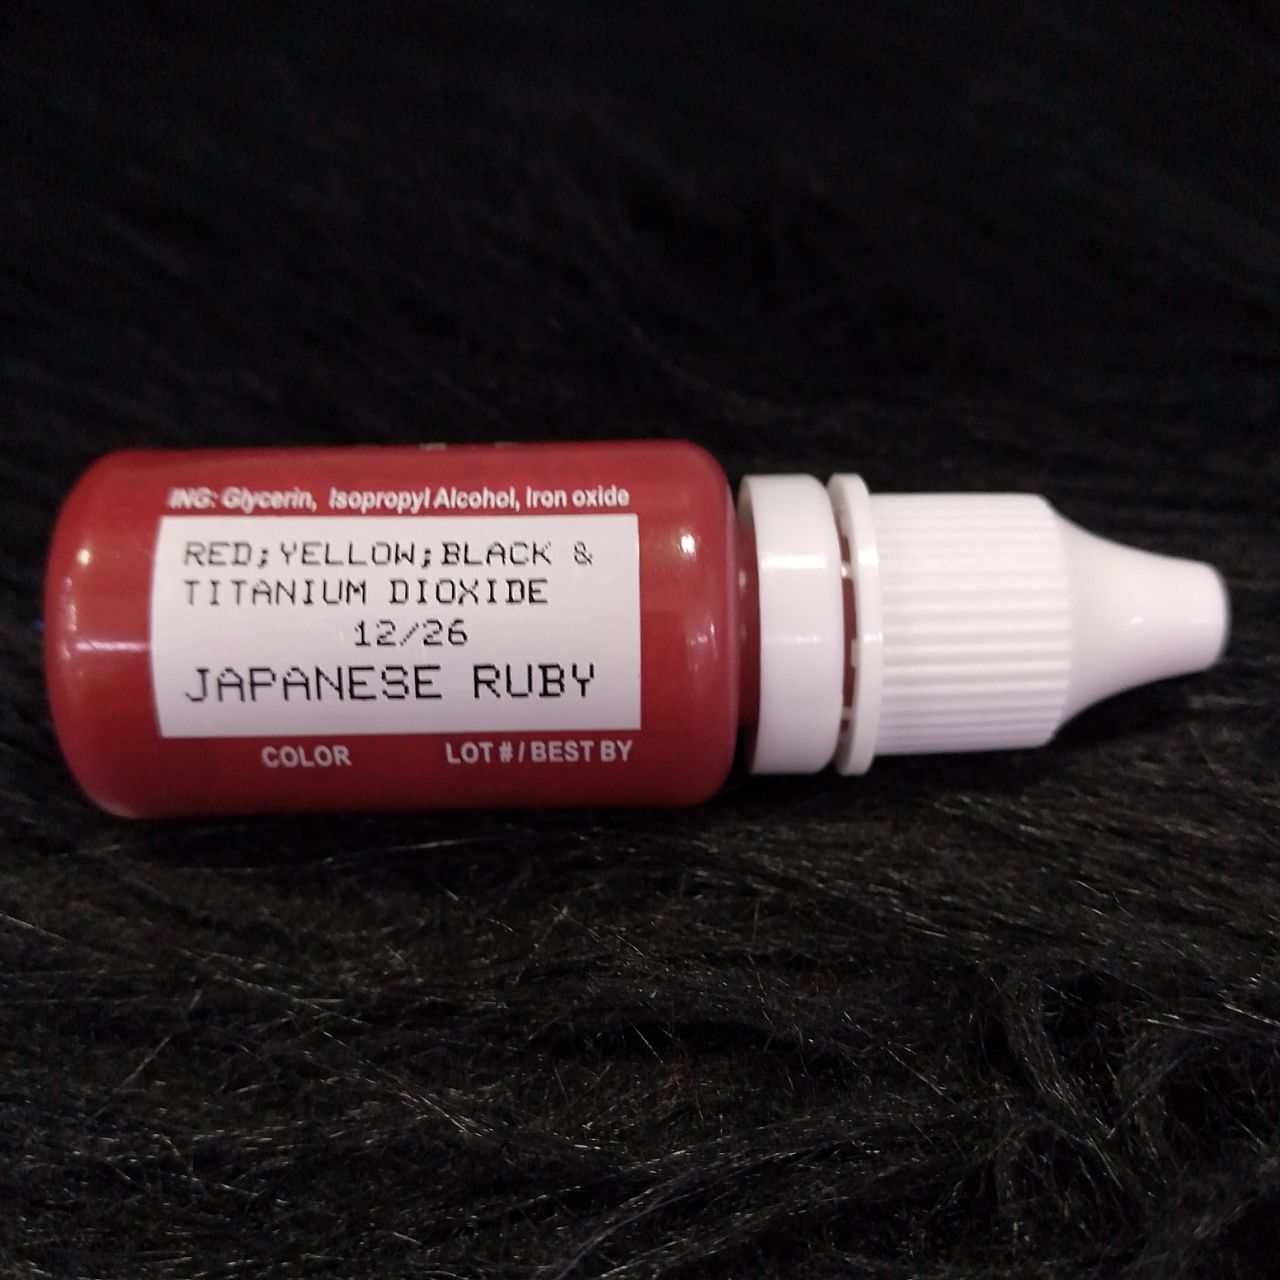 ING: Glycerin, Isopropyl Alcohol, Iron oxide
RED;YELLOW;BLACK &
TITANIUM DIOXIDE
12/26
JAPANESE RUBY
COLOR LOT # / BEST BY